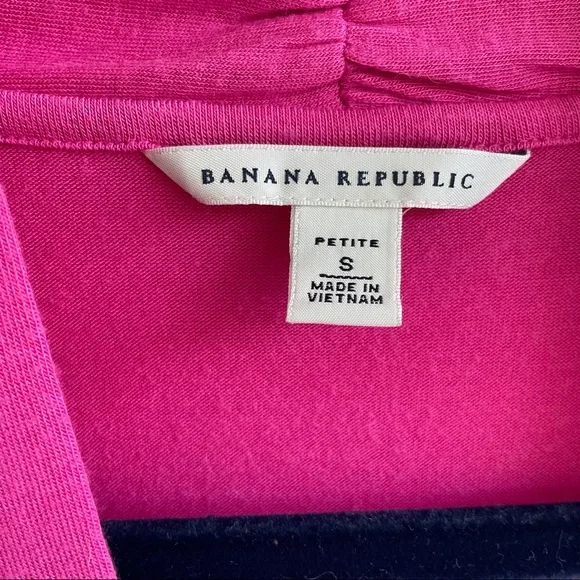 BANANA REPUBLIC
PETITE
S
MADE IN
VIETNAM